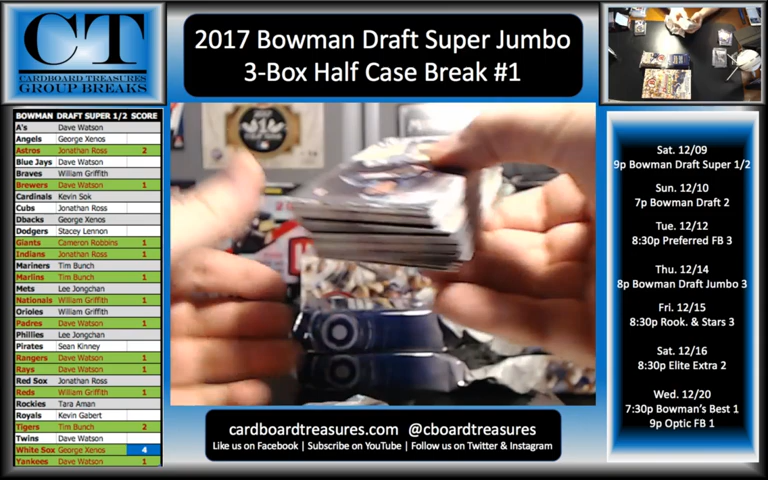 CT
CARDBOARD TREASURES
GROUP BREAKS
2017 Bowman Draft Super Jumbo
3-Box Half Case Break #1
BOWMAN DRAFT SUPER 1/2 SCORE
A's Dave Watson
Angels George Xenos
Astros Jonathan Ross 2
Blue Jays Dave Watson
Braves William Griffith
Brewers Dave Watson 1
Cardinals Kevin Sok
Cubs Jonathan Ross
Dbacks George Xenos
Dodgers Stacey Lennon
Giants Cameron Robbins 1
Indians Jonathan Ross 1
Mariners Tim Bunch
Marlins Tim Bunch 1
Mets Lee Jongchan
Nationals William Griffith 1
Orioles William Griffith
Padres Dave Watson 1
Phillies Lee Jongchan
Pirates Sean Kinney
Rangers Dave Watson 1
Rays Dave Watson 1
Red Sox Jonathan Ross
Reds William Griffith 1
Rockies Tara Aman
Royals Kevin Gabert
Tigers Tim Bunch 2
Twins Dave Watson
White Sox George Xenos 4
Yankees Dave Watson 1
cardboardtreasures.com @cboardtreasures
Like us on Facebook | Subscribe on YouTube | Follow us on Twitter & Instagram
Sat. 12/09
9p Bowman Draft Super 1/2
Sun. 12/10
7p Bowman Draft 2
Tue. 12/12
8:30p Preferred FB 3
Thu. 12/14
8p Bowman Draft Jumbo 3
Fri. 12/15
8:30p Rook. & Stars 3
Sat. 12/16
8:30p Elite Extra 2
Wed. 12/20
7:30p Bowman's Best 1
9p Optic FB 1